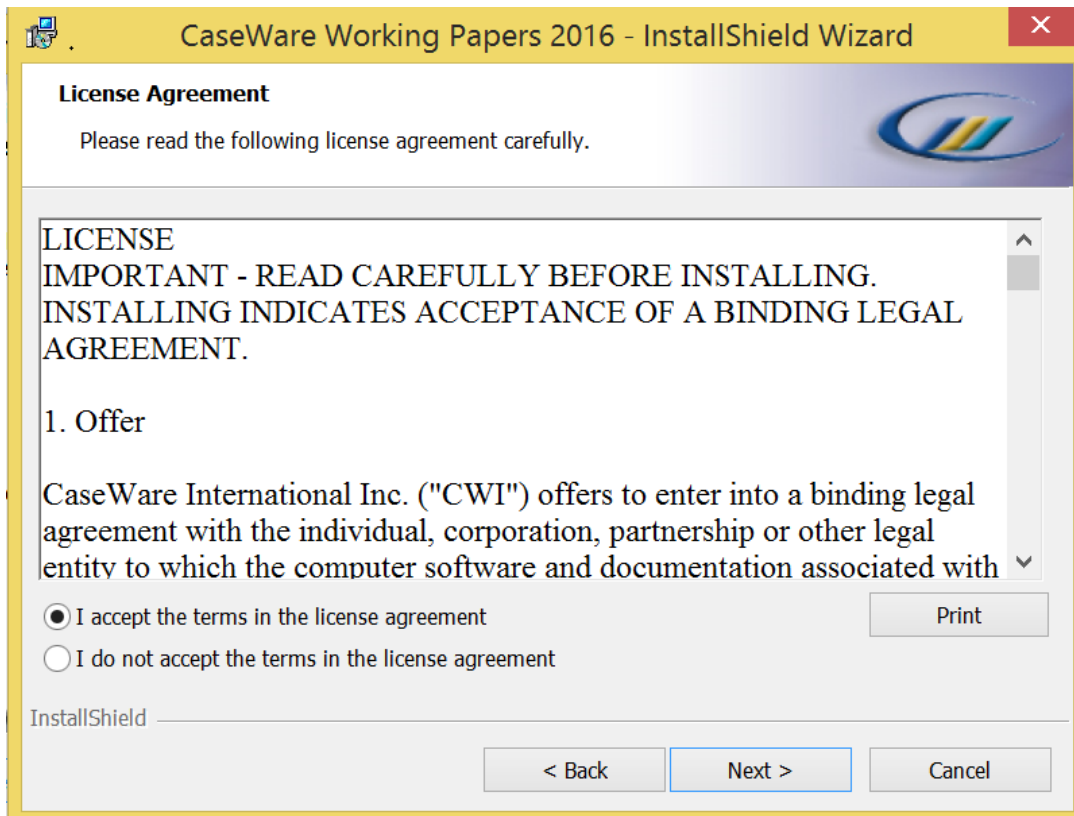 CaseWare Working Papers 2016 - InstallShield Wizard
License Agreement
Please read the following license agreement carefully.
LICENSE
IMPORTANT - READ CAREFULLY BEFORE INSTALLING.
INSTALLING INDICATES ACCEPTANCE OF A BINDING LEGAL
AGREEMENT.
1. Offer
CaseWare International Inc. ("CWI") offers to enter into a binding legal
agreement with the individual, corporation, partnership or other legal
entity to which the computer software and documentation associated with
I accept the terms in the license agreement
Print
I do not accept the terms in the license agreement
InstallShield
< Back
Next >
Cancel